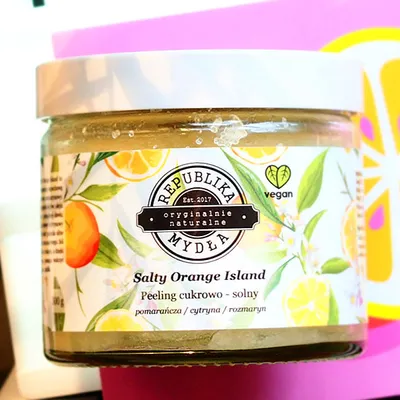 REPUBLIKA
Est. 2017
oryginalnie
naturalne
MYDŁA
vegan
Salty Orange Island
Peeling cukrowo - solny
pomarańcza / cytryna / rozmaryn